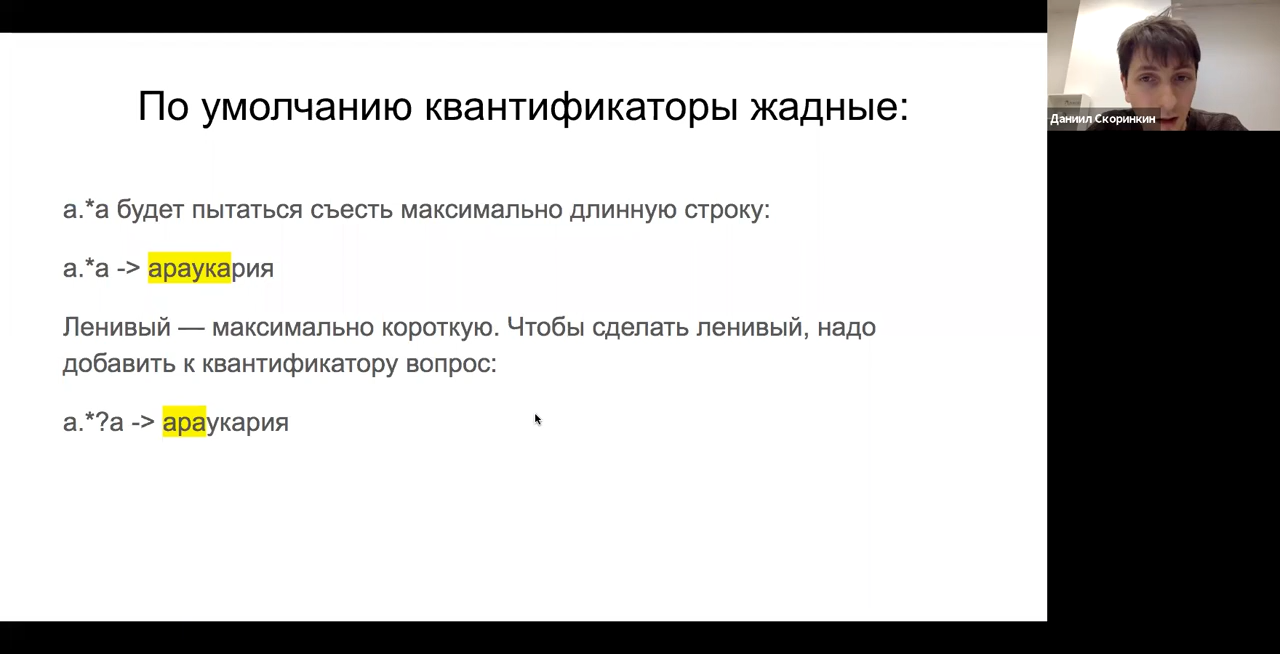 По умолчанию квантификаторы жадные:
а.*а будет пытаться съесть максимально длинную строку:
а.*а -> араукария
Ленивый — максимально короткую. Чтобы сделать ленивый, надо
добавить к квантификатору вопрос:
а.*?а -> араукария
Даниил Скоринкин